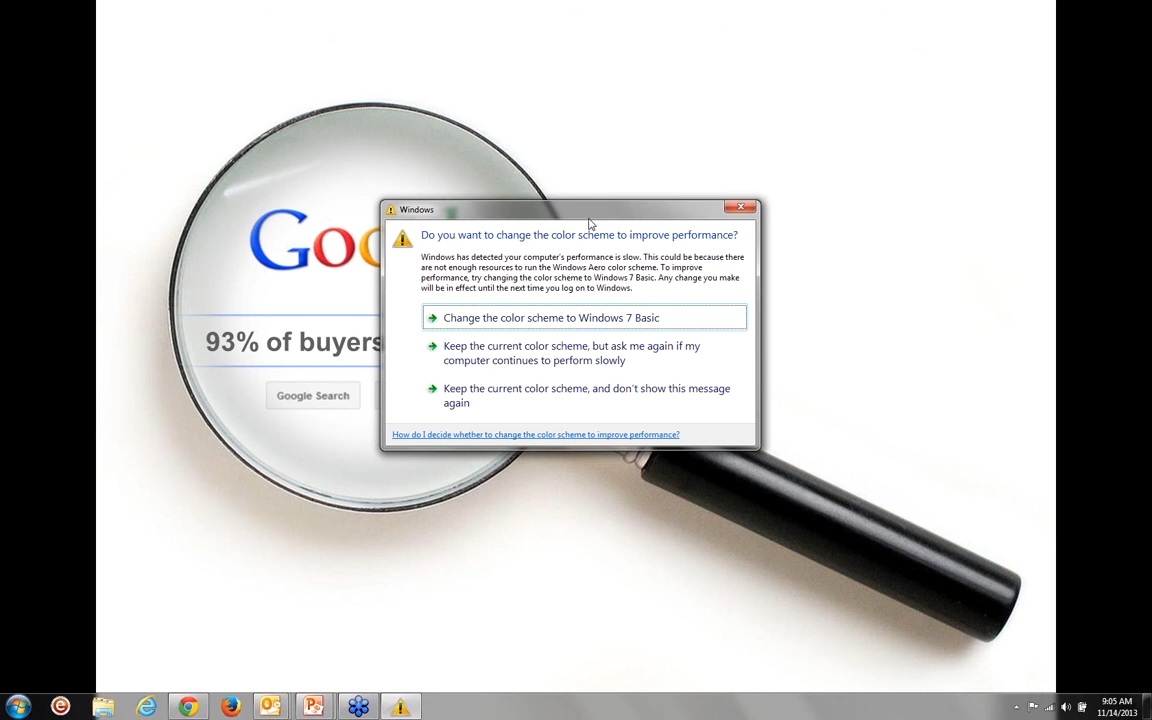 Windows
Do you want to change the color scheme to improve performance?
Windows has detected your computer's performance is slow. This could be because there
are not enough resources to run the Windows Aero color scheme. To improve
performance, try changing the color scheme to Windows 7 Basic. Any change you make
will be in effect until the next time you log on to Windows.
Goo
93% of buyers
Google Search
Change the color scheme to Windows 7 Basic
Keep the current color scheme, but ask me again if my
computer continues to perform slowly
Keep the current color scheme, and don't show this message
again
How do I decide whether to change the color scheme to improve performance?
9:05 AM
11/14/2013